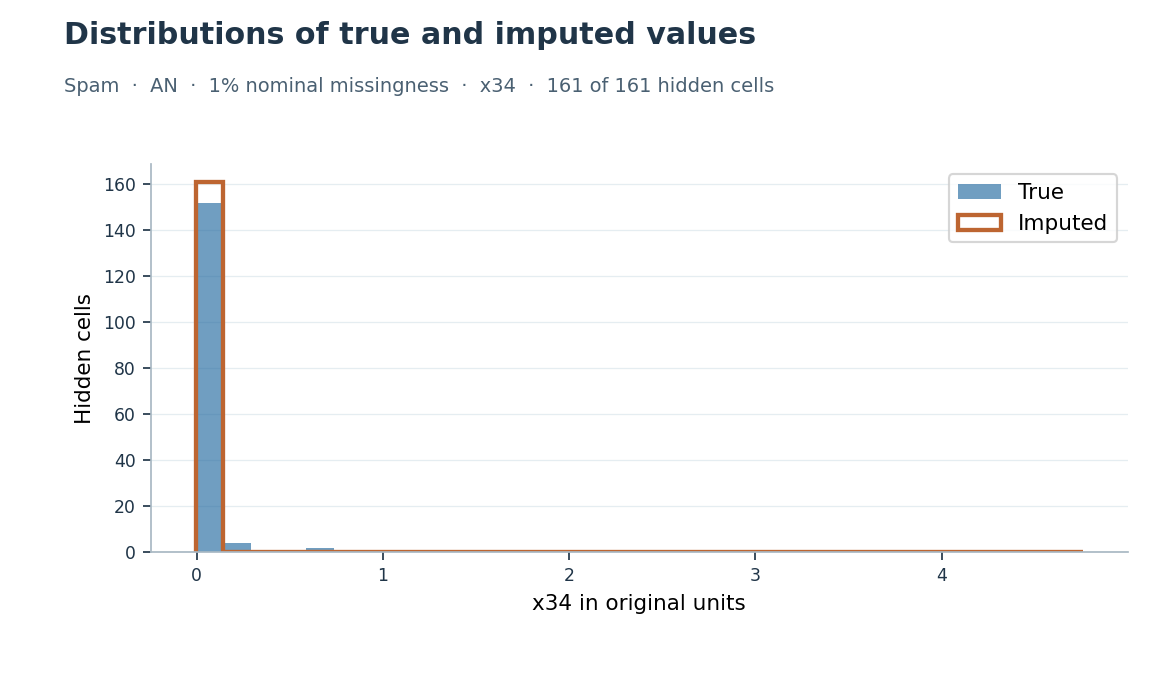 Distributions of true and imputed values
Spam · AN · 1% nominal missingness · x34 · 161 of 161 hidden cells
True
Imputed
Hidden cells
160
140
120
100
80
60
40
20
0
0 1 2 3 4
x34 in original units